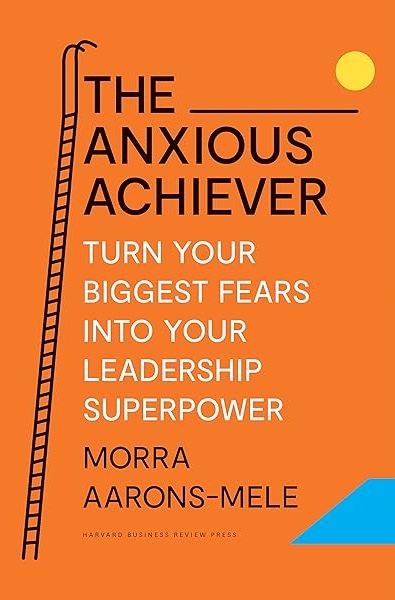 THE
ANXIOUS
ACHIEVER
TURN YOUR
BIGGEST FEARS
INTO YOUR
LEADERSHIP
SUPERPOWER
MORRA
AARONS-MELE
HARVARD BUSINESS REVIEW PRESS